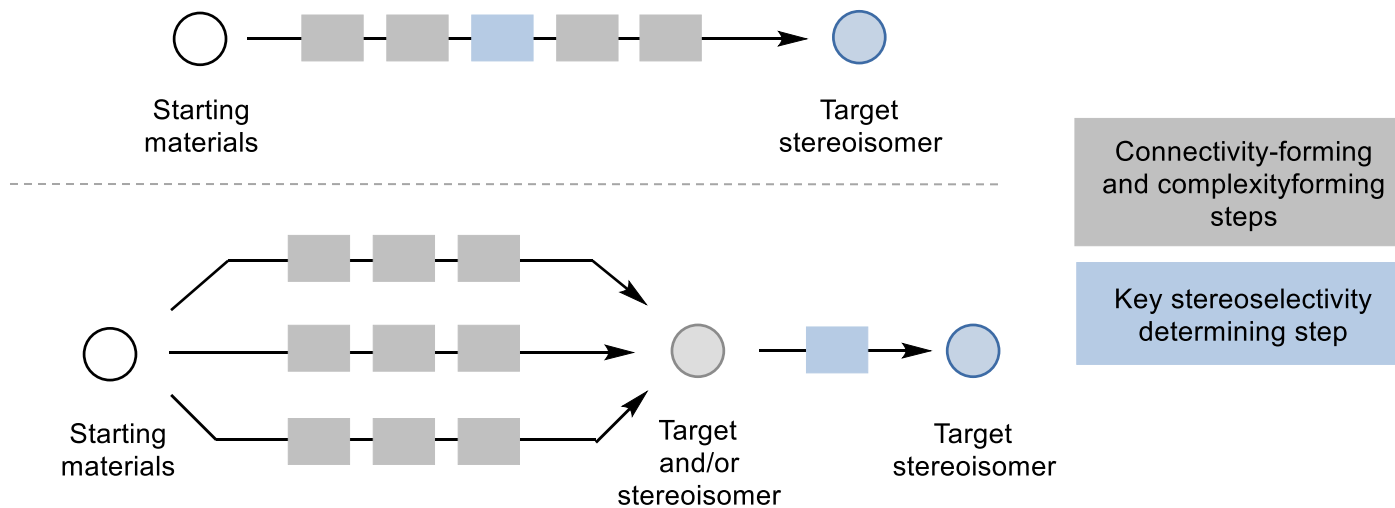 Starting
materials
Target
stereoisomer
Connectivity-forming
and complexityforming
steps
Key stereoselectivity
determining step
Starting
materials
Target
and/or
stereoisomer
Target
stereoisomer